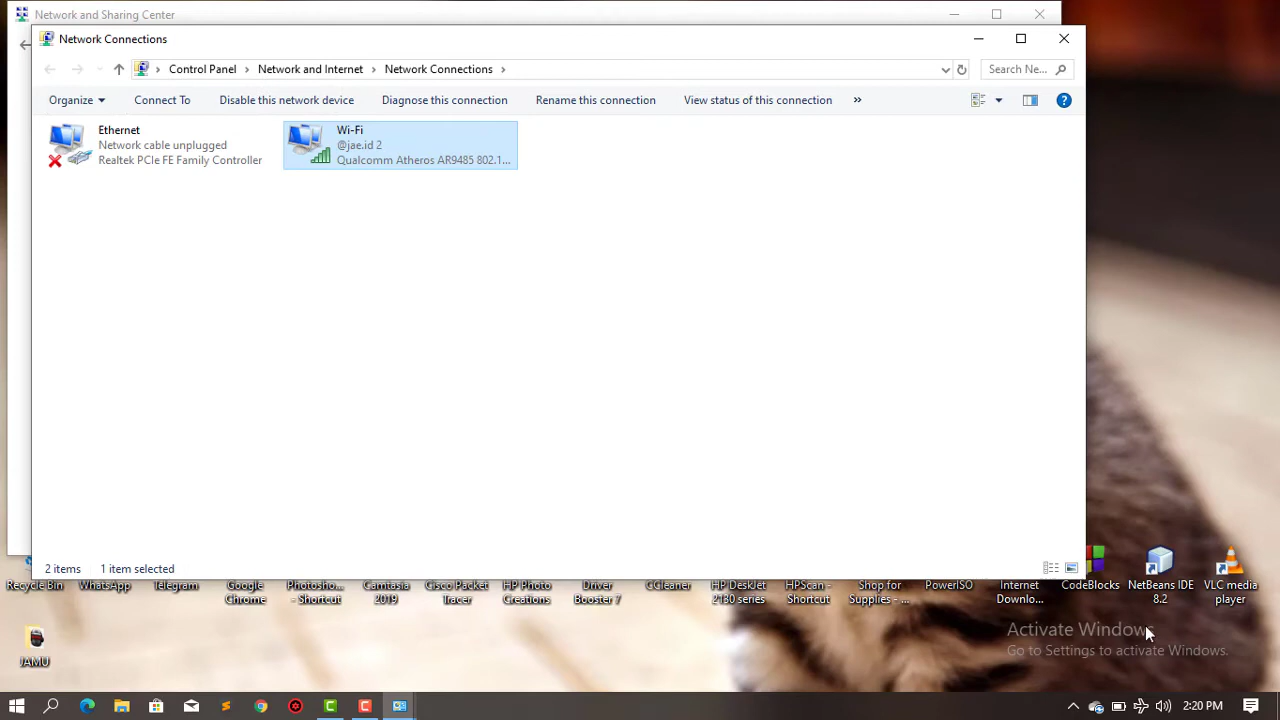 Network and Sharing Center
Network Connections
Control Panel
Network and Internet
Network Connections
Search Ne...
Organize
Connect To
Disable this network device
Diagnose this connection
Rename this connection
View status of this connection
»
Ethernet
Network cable unplugged
Realtek PCIe FE Family Controller
Wi-Fi
@jae.id 2
Qualcomm Atheros AR9485 802.1...
2 items
1 item selected
Recycle Bin
WhatsApp
Telegram
Google
Chrome
Photosho...
- Shortcut
Camtasia
2019
Cisco Packet
Tracer
HP Photo
Creations
Driver
Booster 7
CCleaner
HP DeskJet
2130 series
HPScan -
Shortcut
Shop for
Supplies - ...
PowerISO
Internet
Downlo...
CodeBlocks
NetBeans IDE
8.2
VLC media
player
JAMU
Activate Windows
Go to Settings to activate Windows.
2:20 PM